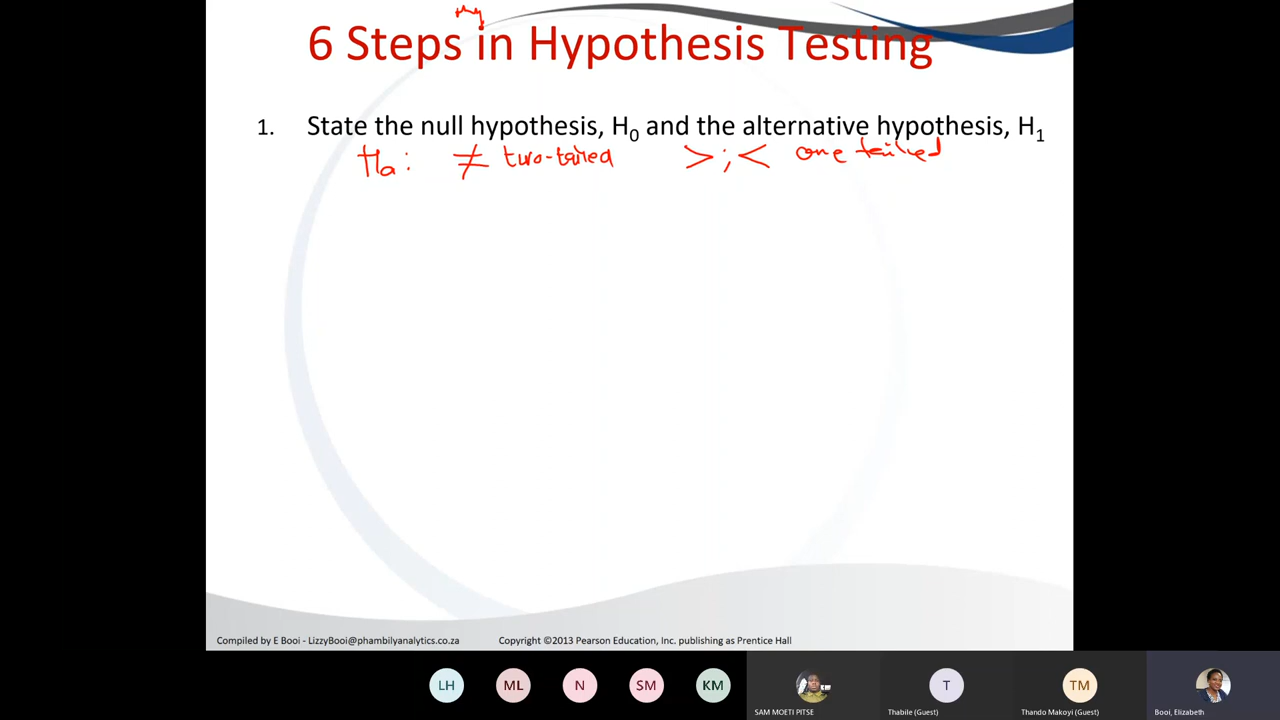 6 Steps in Hypothesis Testing
1. State the null hypothesis, H0 and the alternative hypothesis, H1
Ha: ≠ two-tailed > ; < one tailed
Compiled by E Booi - LizzyBooi@phambilyanalytics.co.za Copyright ©2013 Pearson Education, Inc. publishing as Prentice Hall
LH ML N SM KM T TM
SAM MOETI PITSE Thabile (Guest) Thando Makoyi (Guest) Booi, Elizabeth